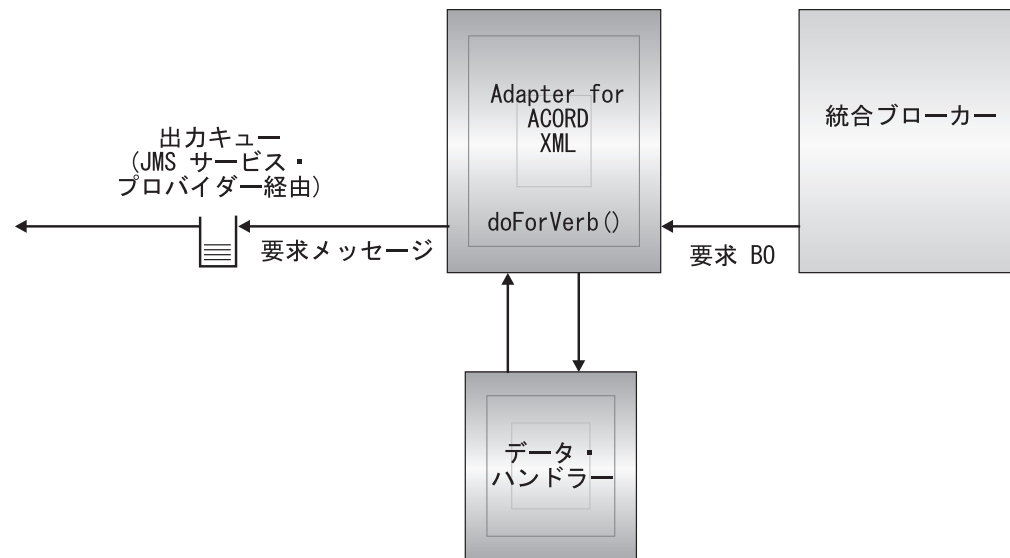 出力キュー
(JMS サービス・
プロバイダー経由)
要求メッセージ
Adapter for
ACORD
XML
doForVerb()
要求 BO
統合ブローカー
データ・
ハンドラー